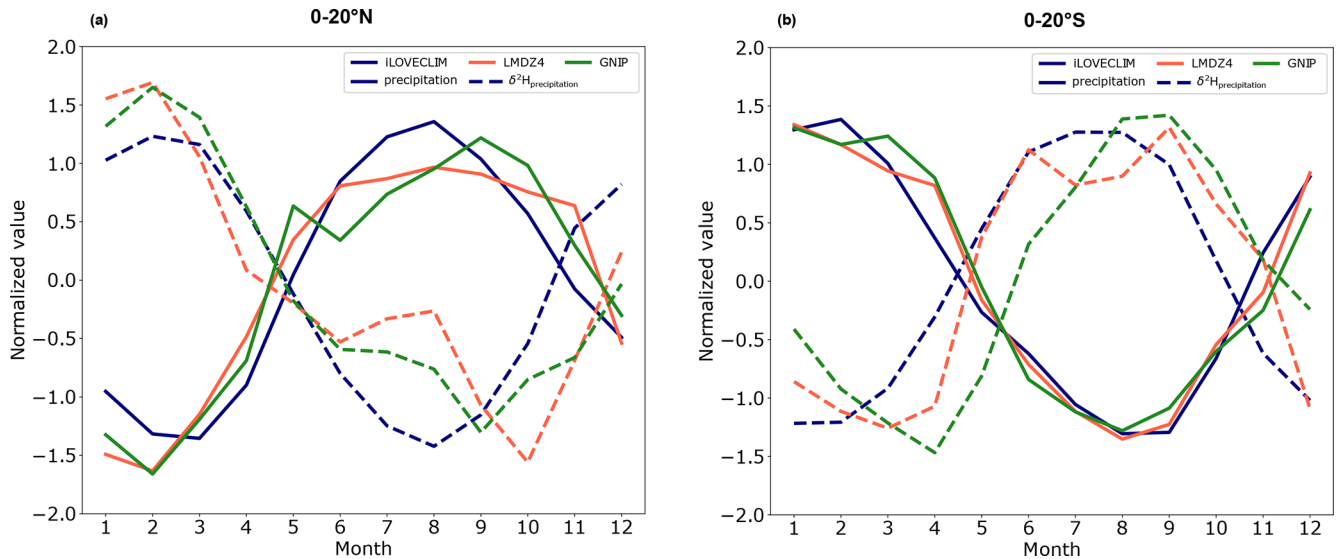 (a)
0-20°N
2.0
1.5
1.0
0.5
0.0
−0.5
−1.0
−1.5
−2.0
Normalized value
iLOVECLIM LMDZ4 GNIP
precipitation δ²Hprecipitation
1 2 3 4 5 6 7 8 9 10 11 12
Month
(b)
0-20°S
2.0
1.5
1.0
0.5
0.0
−0.5
−1.0
−1.5
−2.0
Normalized value
iLOVECLIM LMDZ4 GNIP
precipitation δ²Hprecipitation
1 2 3 4 5 6 7 8 9 10 11 12
Month